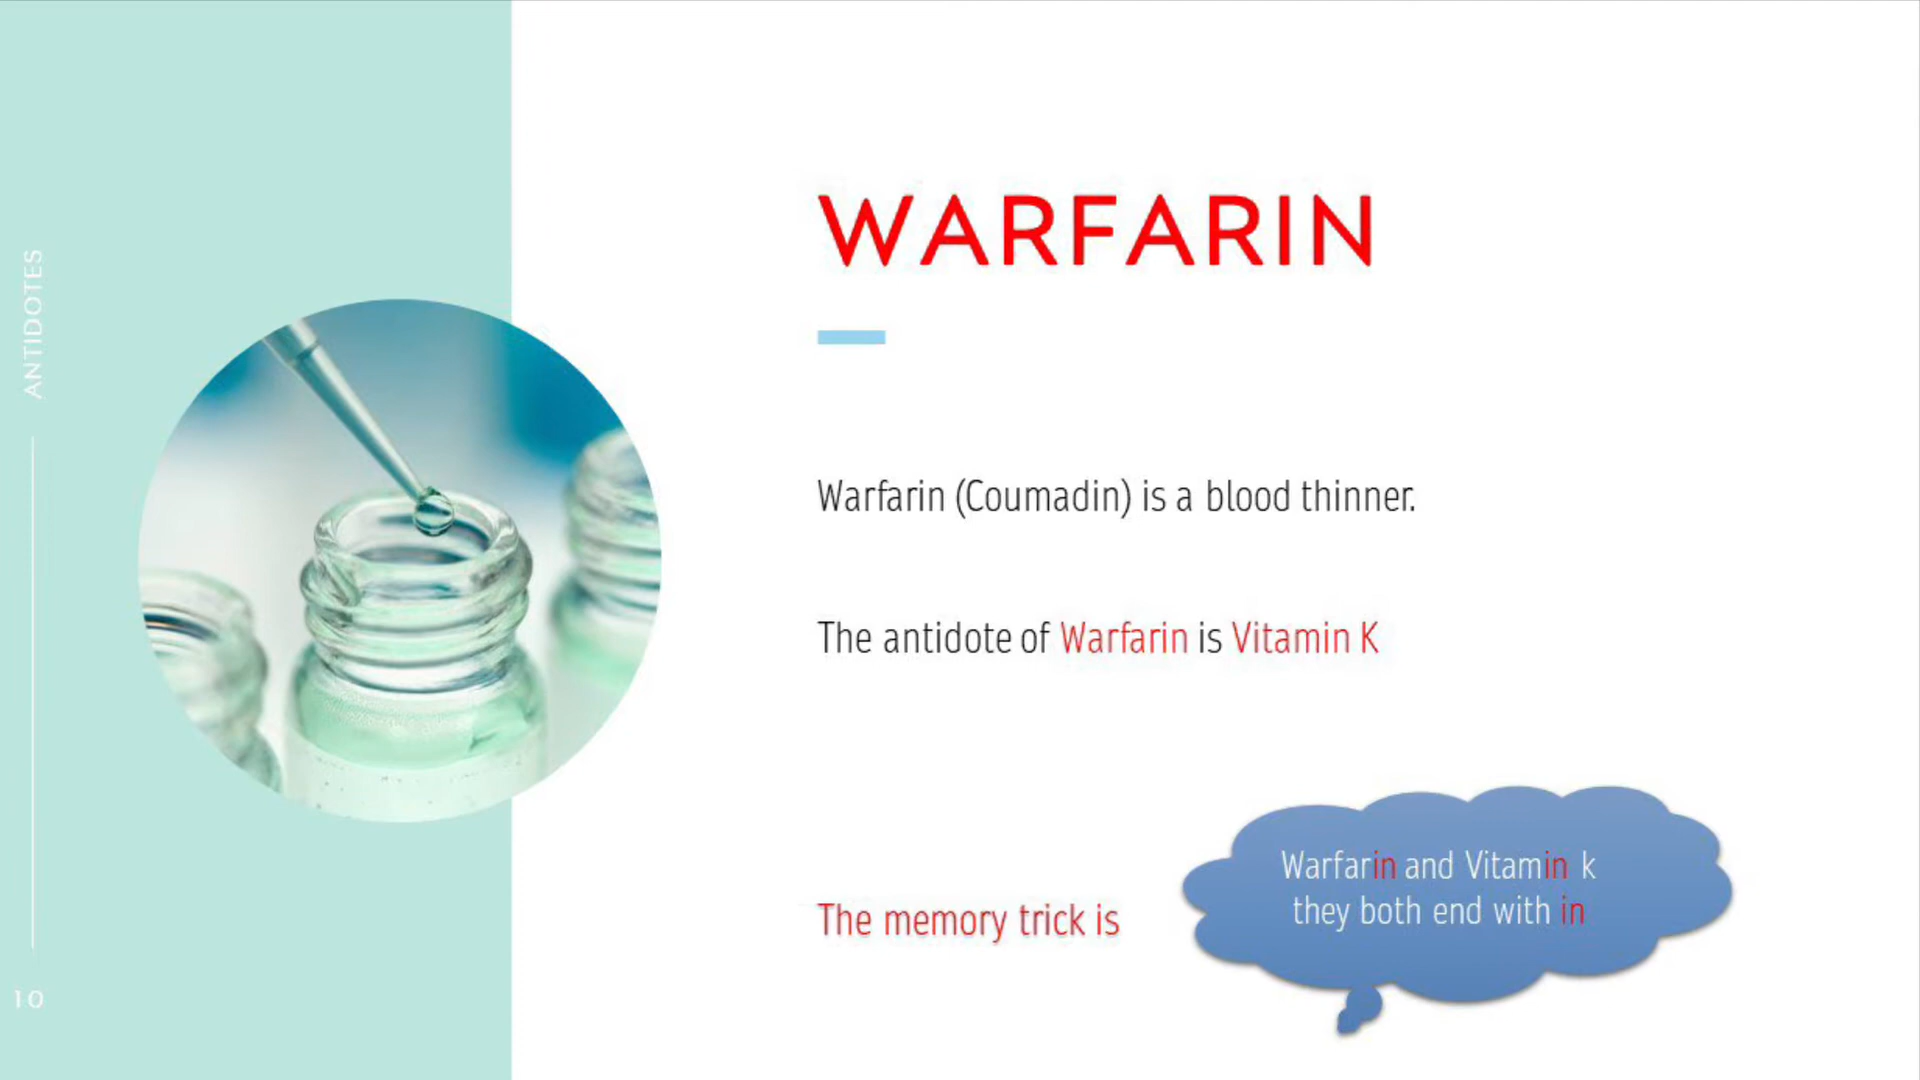 ANTIDOTES
10
WARFARIN
Warfarin (Coumadin) is a blood thinner.
The antidote of Warfarin is Vitamin K
The memory trick is
Warfarin and Vitamin k
they both end with in